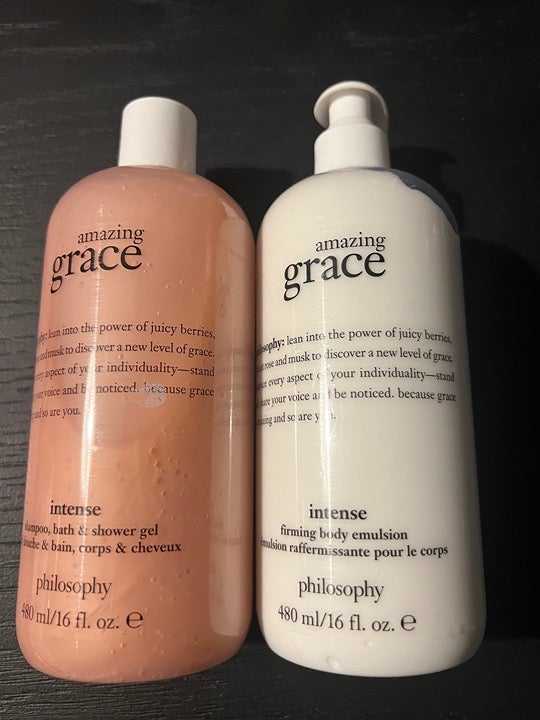 amazing
grace
lean into the power of juicy berries,
and musk to discover a new level of grace.
every aspect of your individuality—stand
your voice and be noticed. because grace
and so are you.
intense
bath & shower gel
& bain, corps & cheveux
philosophy
480 ml/16 fl. oz. e
amazing
grace
lean into the power of juicy berries,
rose and musk to discover a new level of grace.
every aspect of your individuality—stand
share your voice and be noticed. because grace
and so are you.
intense
firming body emulsion
émulsion raffermissante pour le corps
philosophy
480 ml/16 fl. oz. e